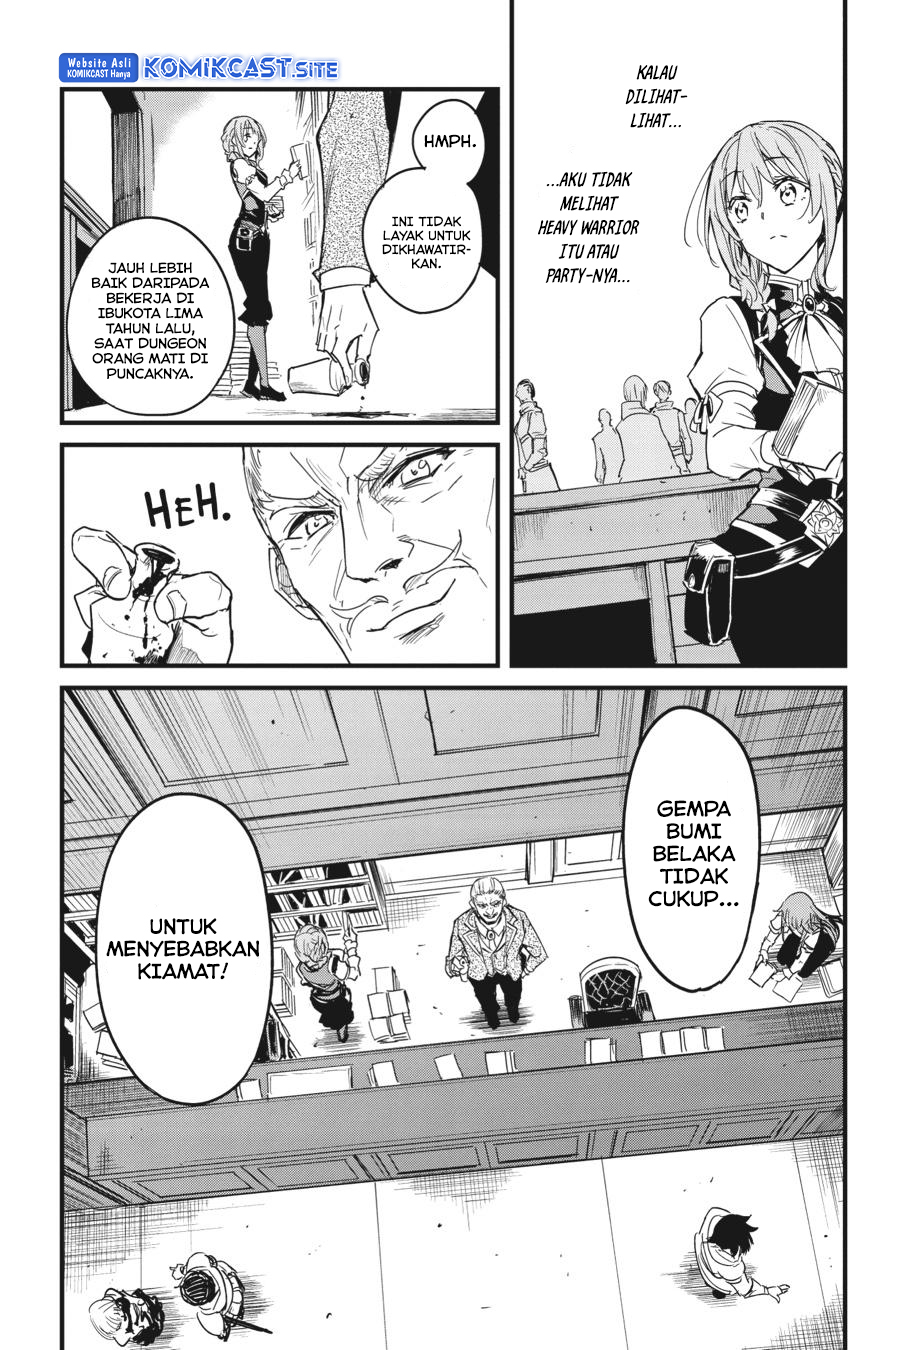 Website Asli
KOMIKCAST Hanya
KOMIKCAST.SITE
KALAU
DILIHAT-
LIHAT...
...AKU TIDAK
MELIHAT
HEAVY WARRIOR
ITU ATAU
PARTY-NYA...
HMPH.
INI TIDAK
LAYAK UNTUK
DIKHAWATIR-
KAN.
JAUH LEBIH
BAIK DARIPADA
BEKERJA DI
IBUKOTA LIMA
TAHUN LALU,
SAAT DUNGEON
ORANG MATI DI
PUNCAKNYA.
HEH.
GEMPA
BUMI
BELAKA
TIDAK
CUKUP...
UNTUK
MENYEBABKAN
KIAMAT!